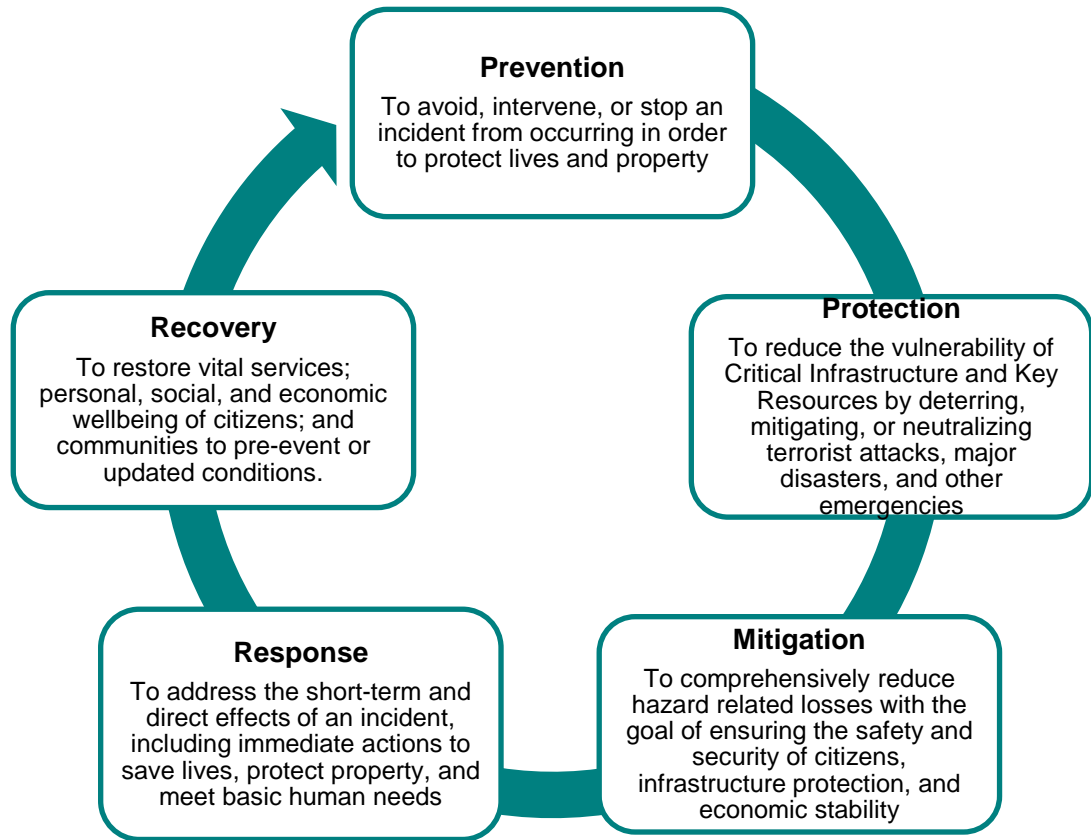 Prevention
To avoid, intervene, or stop an
incident from occurring in order
to protect lives and property
Protection
To reduce the vulnerability of
Critical Infrastructure and Key
Resources by deterring,
mitigating, or neutralizing
terrorist attacks, major
disasters, and other
emergencies
Mitigation
To comprehensively reduce
hazard related losses with the
goal of ensuring the safety and
security of citizens,
infrastructure protection, and
economic stability
Response
To address the short-term and
direct effects of an incident,
including immediate actions to
save lives, protect property, and
meet basic human needs
Recovery
To restore vital services;
personal, social, and economic
wellbeing of citizens; and
communities to pre-event or
updated conditions.